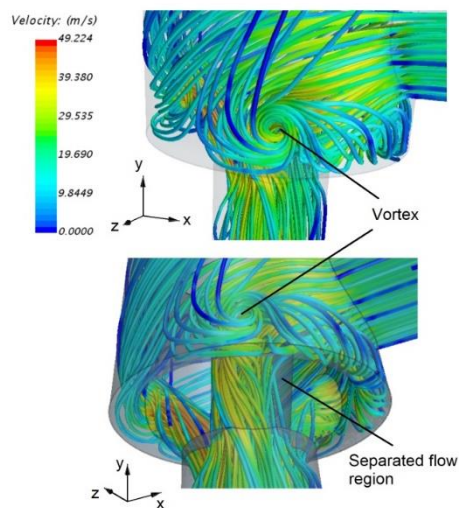 Velocity: (m/s)
49.224
39.380
29.535
19.690
9.8449
0.0000
y
z
x
Vortex
y
z
x
Separated flow
region